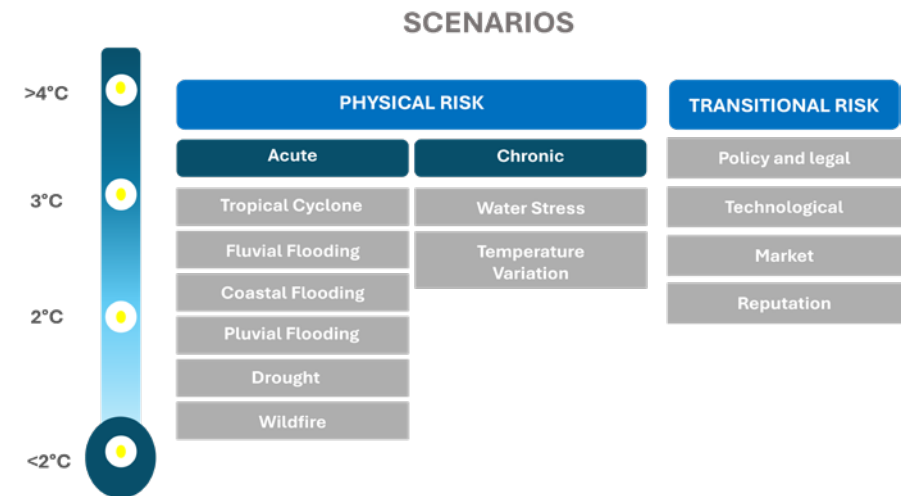 SCENARIOS
>4°C
3°C
2°C
<2°C
PHYSICAL RISK
Acute
Tropical Cyclone
Fluvial Flooding
Coastal Flooding
Pluvial Flooding
Drought
Wildfire
Chronic
Water Stress
Temperature
Variation
TRANSITIONAL RISK
Policy and legal
Technological
Market
Reputation